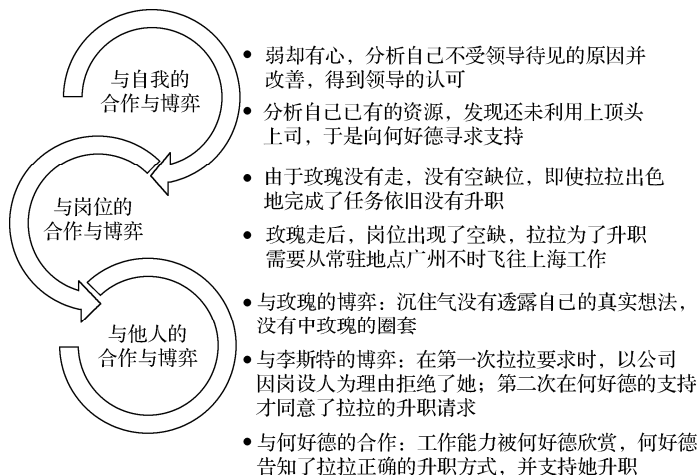 与自我的
合作与博弈
• 弱却有心，分析自己不受领导待见的原因并
改善，得到领导的认可
• 分析自己已有的资源，发现还未利用上顶头
上司，于是向何好德寻求支持
与岗位的
合作与博弈
• 由于玫瑰没有走，没有空缺位，即使拉拉出色
地完成了任务依旧没有升职
• 玫瑰走后，岗位出现了空缺，拉拉为了升职
需要从常驻地点广州不时飞往上海工作
与他人的
合作与博弈
• 与玫瑰的博弈：沉住气没有透露自己的真实想法，
没有中玫瑰的圈套
• 与李斯特的博弈：在第一次拉拉要求时，以公司
因岗设人为理由拒绝了她；第二次在何好德的支持
才同意了拉拉的升职请求
• 与何好德的合作：工作能力被何好德欣赏，何好德
告知了拉拉正确的升职方式，并支持她升职